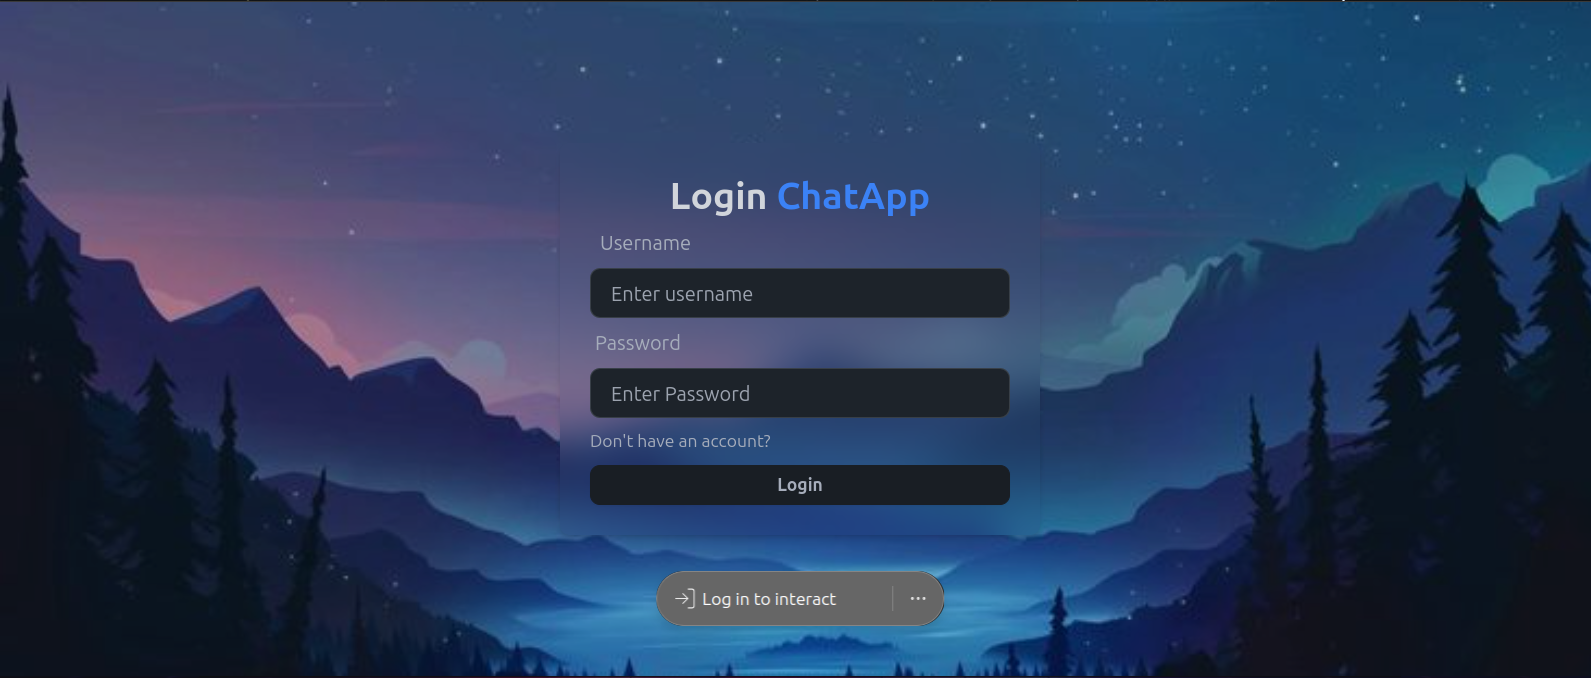 Login ChatApp
Username
Enter username
Password
Enter Password
Don't have an account?
Login
Log in to interact